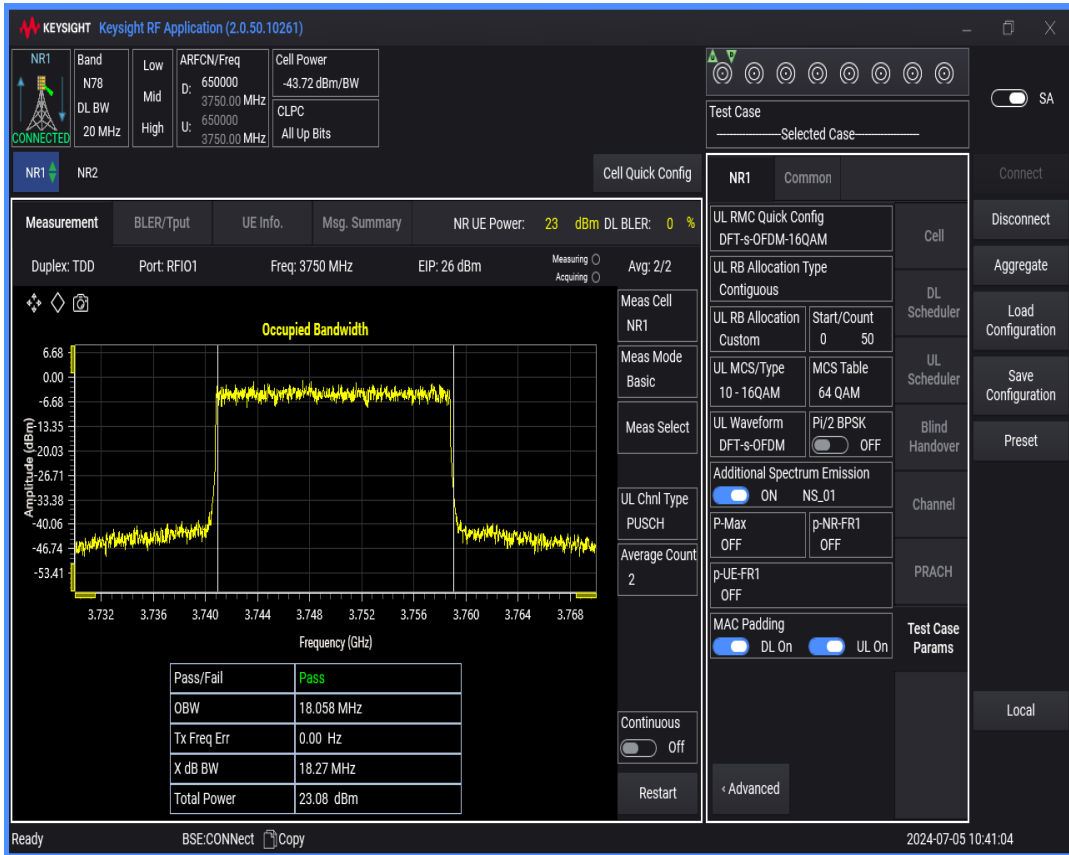 KEYSIGHT Keysight RF Application (2.0.50.10261)
NR1
CONNECTED
Band
N78
DL BW
20 MHz
Low
Mid
High
ARFCN/Freq
D: 650000
3750.00 MHz
U: 650000
3750.00 MHz
Cell Power
-43.72 dBm/BW
CLPC
All Up Bits
Test Case
Selected Case
SA
NR1 NR2 Cell Quick Config
Measurement BLER/Tput UE Info. Msg. Summary NR UE Power: 23 dBm DL BLER: 0 %
Duplex: TDD Port: RFIO1 Freq: 3750 MHz EIP: 26 dBm Measuring Avg: 2/2
Acquiring
Occupied Bandwidth
Amplitude (dBm)
6.68
0.00
-6.68
-13.35
-20.03
-26.71
-33.38
-40.06
-46.74
-53.41
3.732 3.736 3.740 3.744 3.748 3.752 3.756 3.760 3.764 3.768
Frequency (GHz)
Pass/Fail Pass
OBW 18.058 MHz
Tx Freq Err 0.00 Hz
X dB BW 18.27 MHz
Total Power 23.08 dBm
Meas Cell
NR1
Meas Mode
Basic
Meas Select
UL Chnl Type
PUSCH
Average Count
2
Continuous
Off
Restart
NR1 Common
UL RMC Quick Config
DFT-s-OFDM-16QAM
UL RB Allocation Type
Contiguous
UL RB Allocation Start/Count
Custom 0 50
UL MCS/Type MCS Table
10 - 16QAM 64 QAM
UL Waveform Pi/2 BPSK
DFT-s-OFDM OFF
Additional Spectrum Emission
ON NS_01
P-Max p-NR-FR1
OFF OFF
p-UE-FR1
OFF
MAC Padding
DL On UL On
‹ Advanced
Cell
DL
Scheduler
UL
Scheduler
Blind
Handover
Channel
PRACH
Test Case
Params
Connect
Disconnect
Aggregate
Load
Configuration
Save
Configuration
Preset
Local
Ready BSE:CONNect Copy 2024-07-05 10:41:04